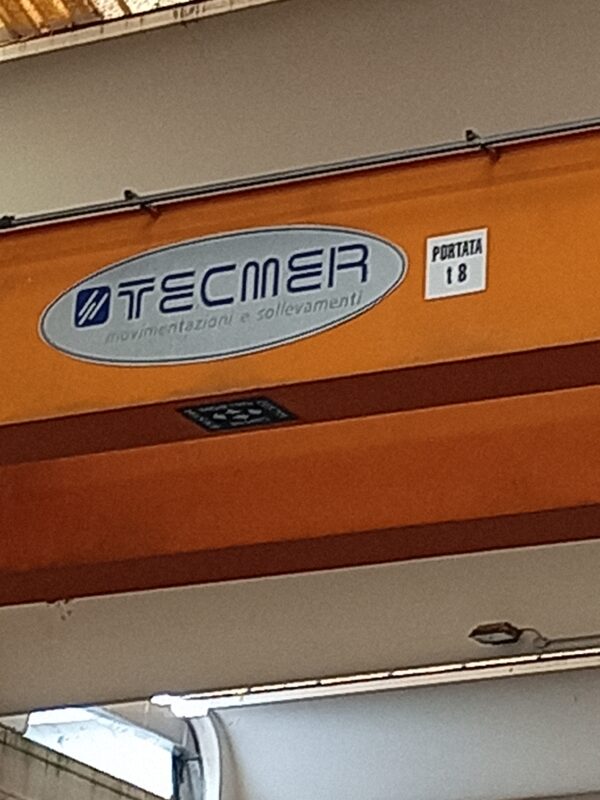 TECMER
movimentazioni e sollevamenti
PORTATA
t 8